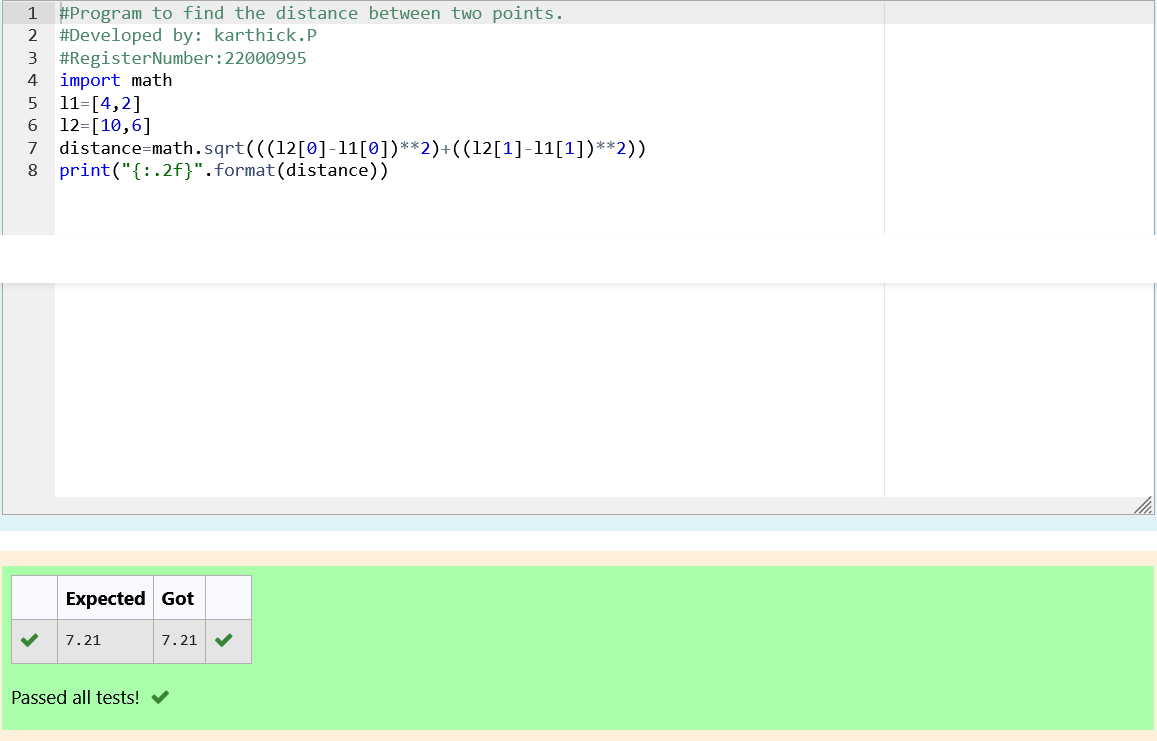 1 #Program to find the distance between two points.
2 #Developed by: karthick.P
3 #RegisterNumber:22000995
4 import math
5 l1=[4,2]
6 l2=[10,6]
7 distance=math.sqrt(((l2[0]-l1[0])**2)+((l2[1]-l1[1])**2))
8 print("{:.2f}".format(distance))
Expected Got
7.21 7.21
Passed all tests!